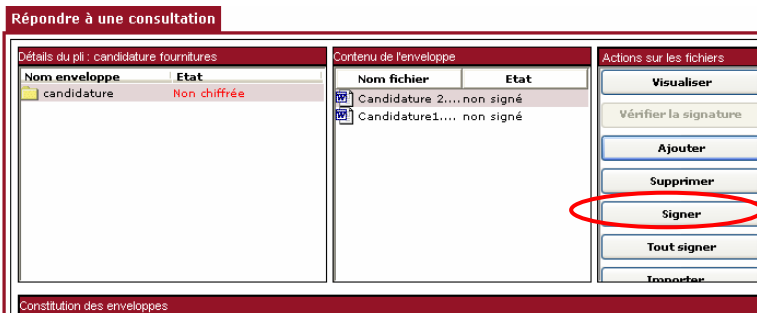 Répondre à une consultation
Détails du pli : candidature fournitures
Nom enveloppe Etat
candidature Non chiffrée
Contenu de l'enveloppe
Nom fichier Etat
Candidature 2.... non signé
Candidature1.... non signé
Actions sur les fichiers
Visualiser
Vérifier la signature
Ajouter
Supprimer
Signer
Tout signer
Importer
Constitution des enveloppes